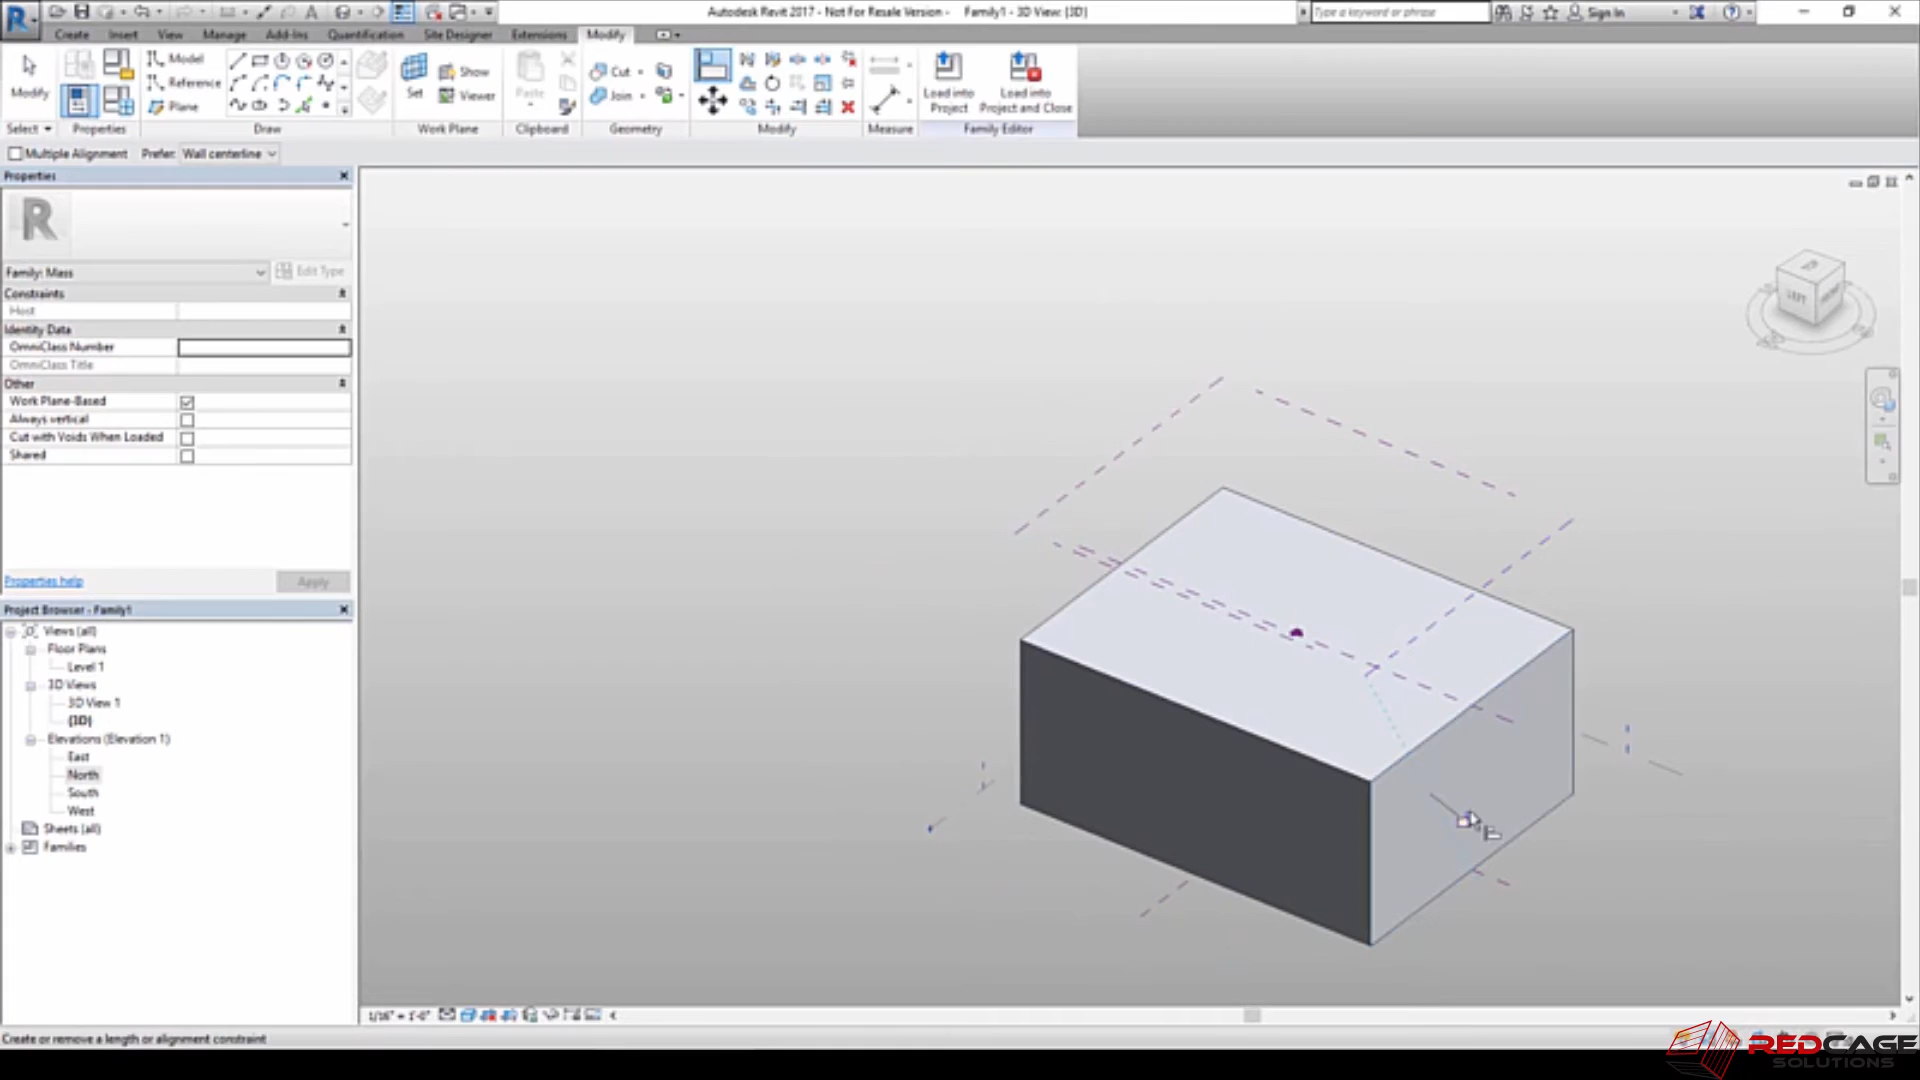 Autodesk Revit 2017 - Not For Resale Version - Family1 - 3D View: {3D}
Type a keyword or phrase
Sign In
Create Insert View Manage Add-Ins Quantification Site Designer Extensions Modify
Modify
Model
Reference
Plane
Set
Show
Viewer
Paste
Cut
Join
Load into
Project
Load into
Project and Close
Select Properties Draw Work Plane Clipboard Geometry Modify Measure Family Editor
Multiple Alignment Prefer: Wall centerline
Properties
Family: Mass
Edit Type
Constraints
Host
Identity Data
OmniClass Number
OmniClass Title
Other
Work Plane-Based
Always vertical
Cut with Voids When Loaded
Shared
Properties help
Apply
Project Browser - Family1
Views (all)
Floor Plans
Level 1
3D Views
3D View 1
{3D}
Elevations (Elevation 1)
East
North
South
West
Sheets (all)
Families
LEFT
1/16" = 1'-0"
Create or remove a length or alignment constraint
REDCAGE
SOLUTIONS